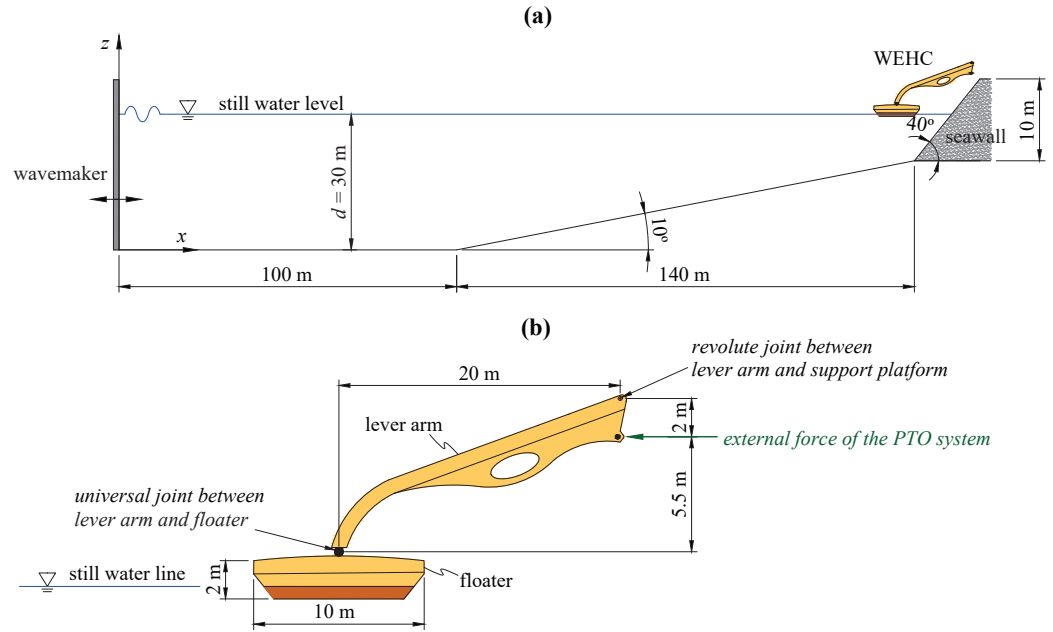 (a)
z
WEHC
still water level
40º
seawall
10 m
wavemaker
d = 30 m
x
10º
100 m
140 m
(b)
revolute joint between
lever arm and support platform
20 m
2 m
lever arm
external force of the PTO system
universal joint between
lever arm and floater
5.5 m
still water line
2 m
floater
10 m